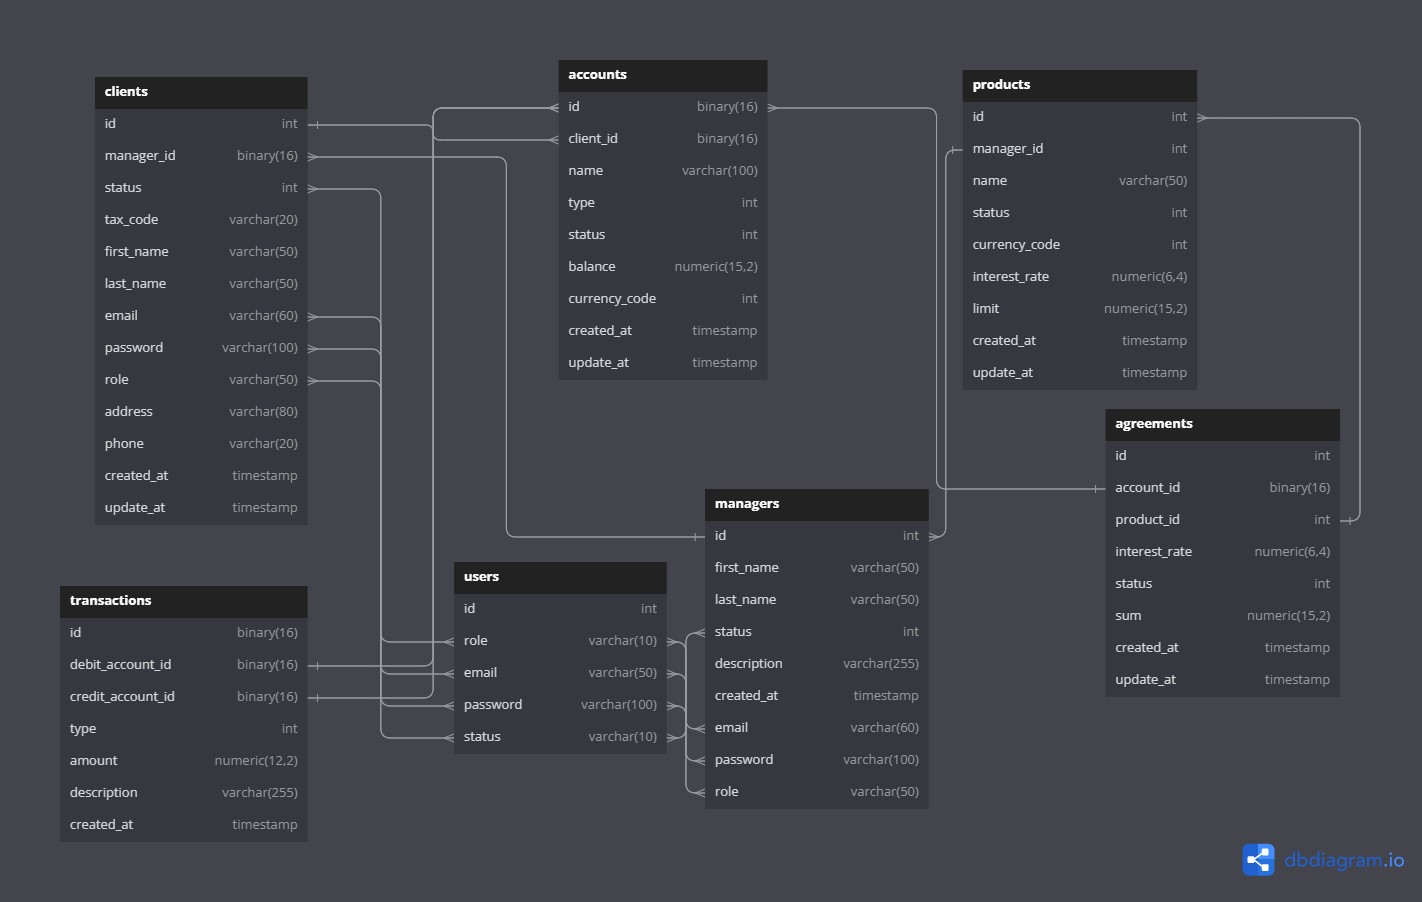 clients
id int
manager_id binary(16)
status int
tax_code varchar(20)
first_name varchar(50)
last_name varchar(50)
email varchar(60)
password varchar(100)
role varchar(50)
address varchar(80)
phone varchar(20)
created_at timestamp
update_at timestamp
accounts
id binary(16)
client_id binary(16)
name varchar(100)
type int
status int
balance numeric(15,2)
currency_code int
created_at timestamp
update_at timestamp
products
id int
manager_id int
name varchar(50)
status int
currency_code int
interest_rate numeric(6,4)
limit numeric(15,2)
created_at timestamp
update_at timestamp
agreements
id int
account_id binary(16)
product_id int
interest_rate numeric(6,4)
status int
sum numeric(15,2)
created_at timestamp
update_at timestamp
managers
id int
first_name varchar(50)
last_name varchar(50)
status int
description varchar(255)
created_at timestamp
email varchar(60)
password varchar(100)
role varchar(50)
users
id int
role varchar(10)
email varchar(50)
password varchar(100)
status varchar(10)
transactions
id binary(16)
debit_account_id binary(16)
credit_account_id binary(16)
type int
amount numeric(12,2)
description varchar(255)
created_at timestamp
dbdiagram.io